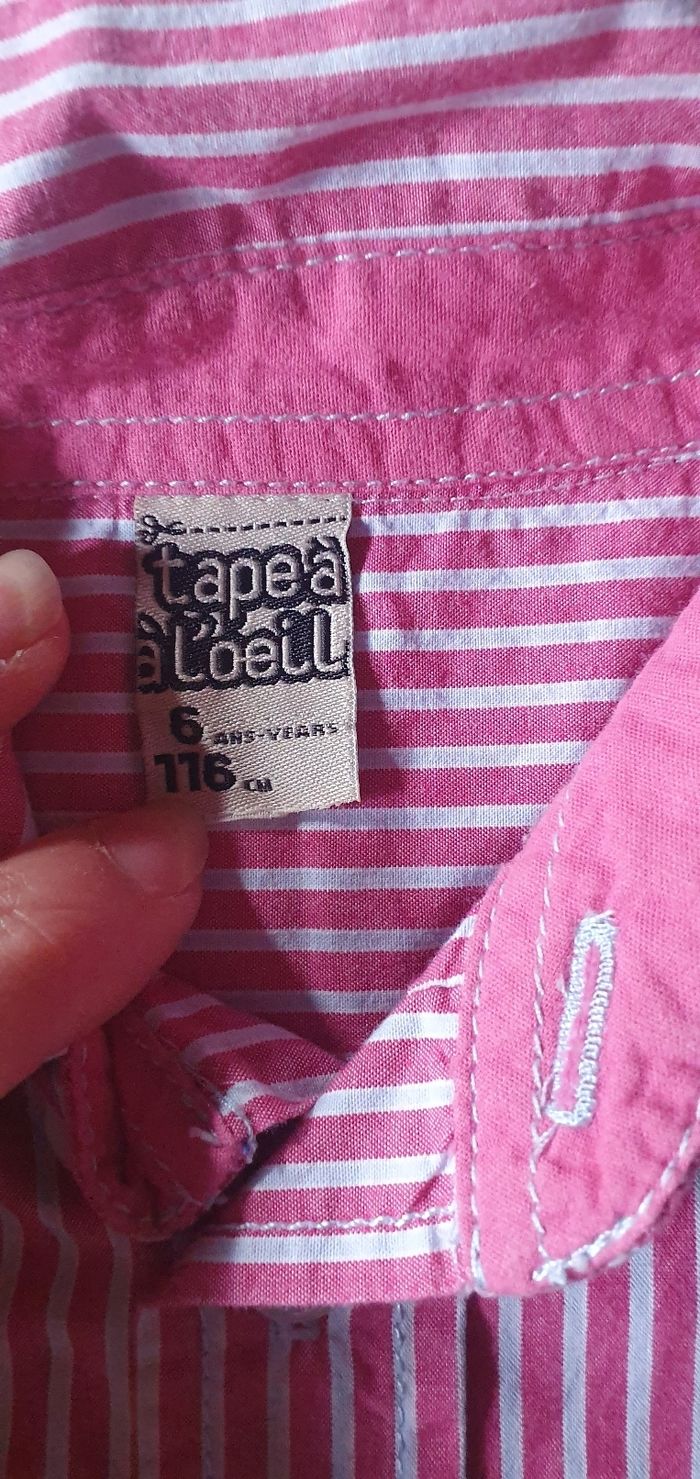 tape à
à l'oeil
6 ANS-YEARS
116 CM